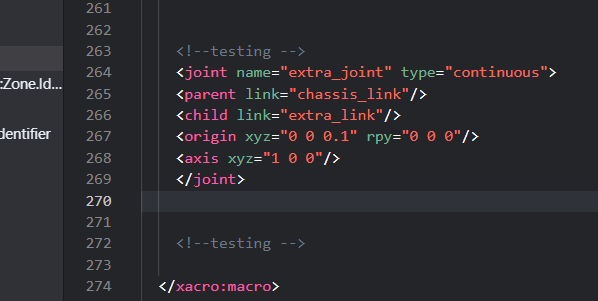 261
262
263 <!--testing -->
264 <joint name="extra_joint" type="continuous">
:Zone.Id...
265 <parent link="chassis_link"/>
266 <child link="extra_link"/>
dentifier
267 <origin xyz="0 0 0.1" rpy="0 0 0"/>
268 <axis xyz="1 0 0"/>
269 </joint>
270
271
272 <!--testing -->
273
274 </xacro:macro>